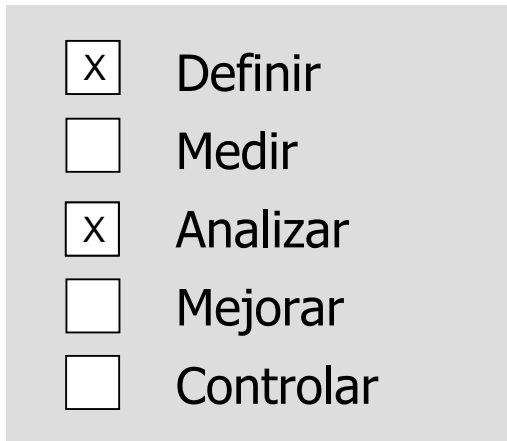 X Definir
Medir
X Analizar
Mejorar
Controlar